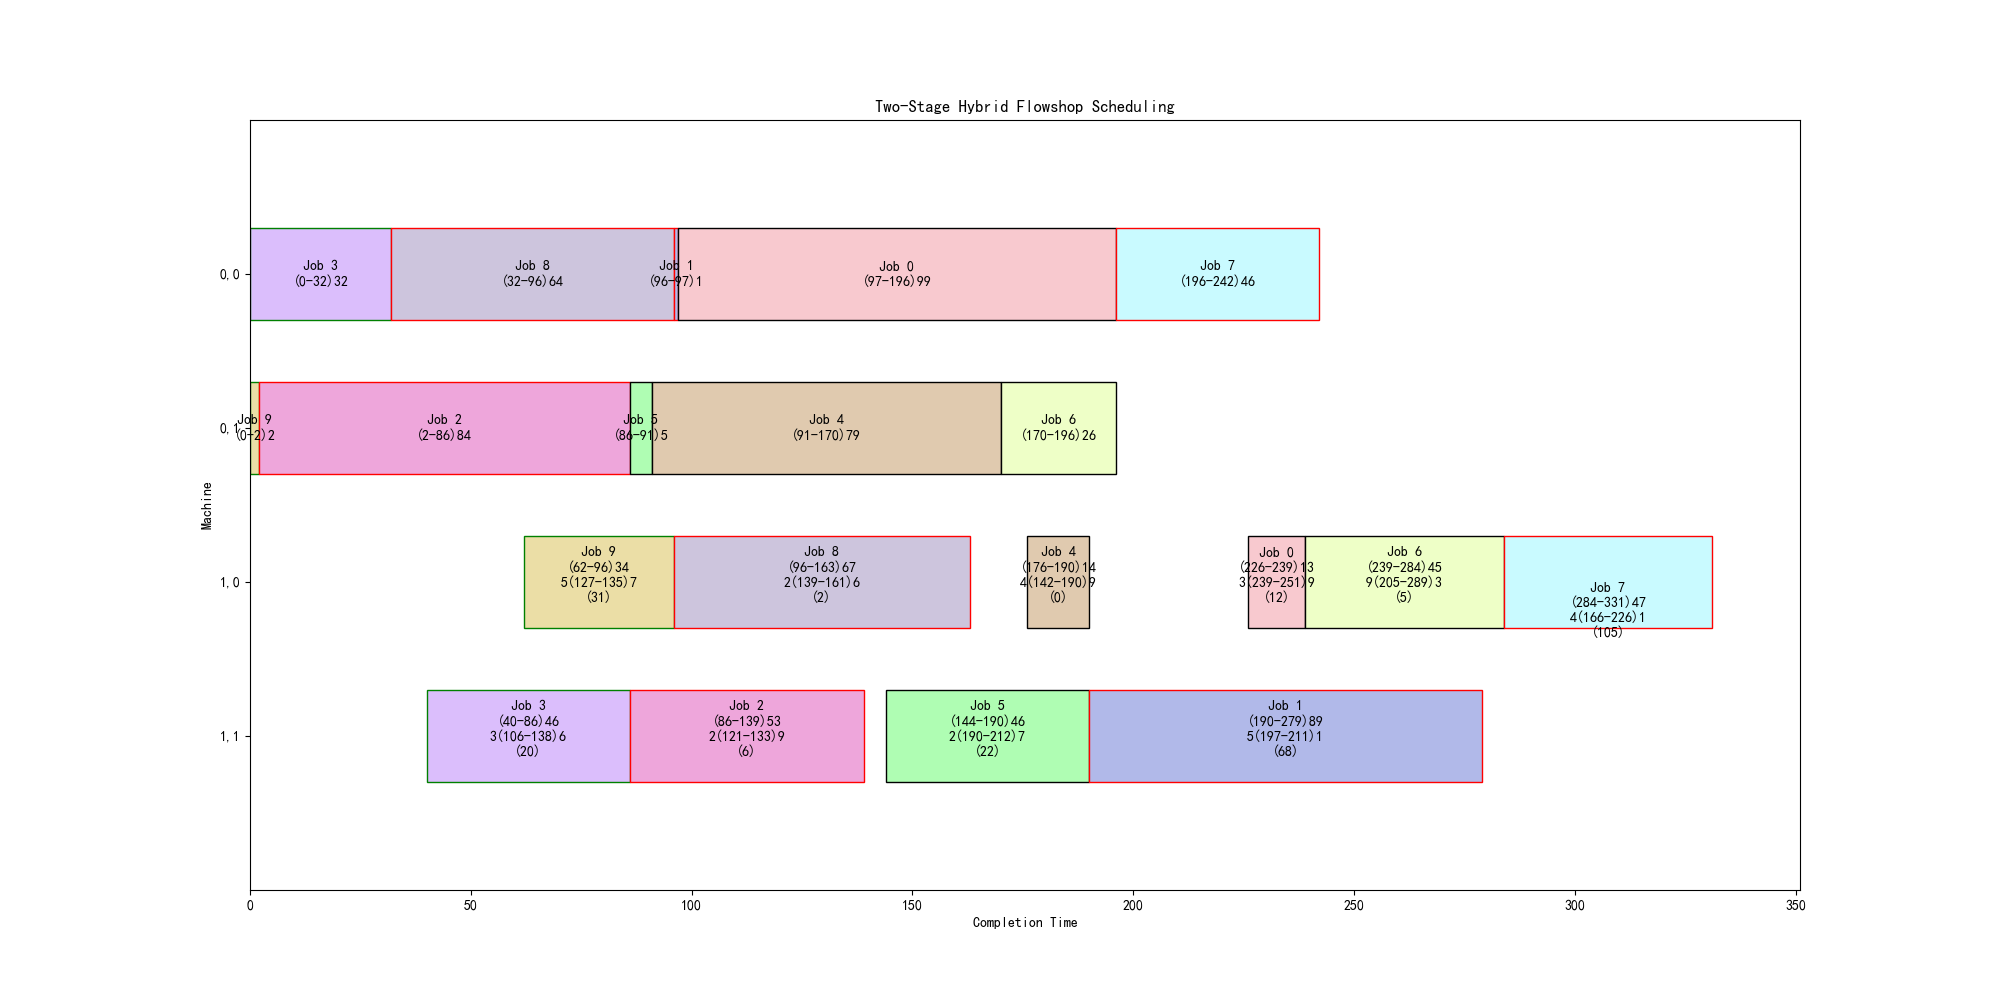 Two-Stage Hybrid Flowshop Scheduling
0,0
Job 3
(0-32)32
Job 8
(32-96)64
Job 1
(96-97)1
Job 0
(97-196)99
Job 7
(196-242)46
0,1
Job 9
(0-2)2
Job 2
(2-86)84
Job 5
(86-91)5
Job 4
(91-170)79
Job 6
(170-196)26
Machine
1,0
Job 9
(62-96)34
5(127-135)7
(31)
Job 8
(96-163)67
2(139-161)6
(2)
Job 4
(176-190)14
4(142-190)9
(0)
Job 0
(226-239)13
3(239-251)9
(12)
Job 6
(239-284)45
9(205-289)3
(5)
Job 7
(284-331)47
4(166-226)1
(105)
1,1
Job 3
(40-86)46
3(106-138)6
(20)
Job 2
(86-139)53
2(121-133)9
(6)
Job 5
(144-190)46
2(190-212)7
(22)
Job 1
(190-279)89
5(197-211)1
(68)
0 50 100 150 200 250 300 350
Completion Time